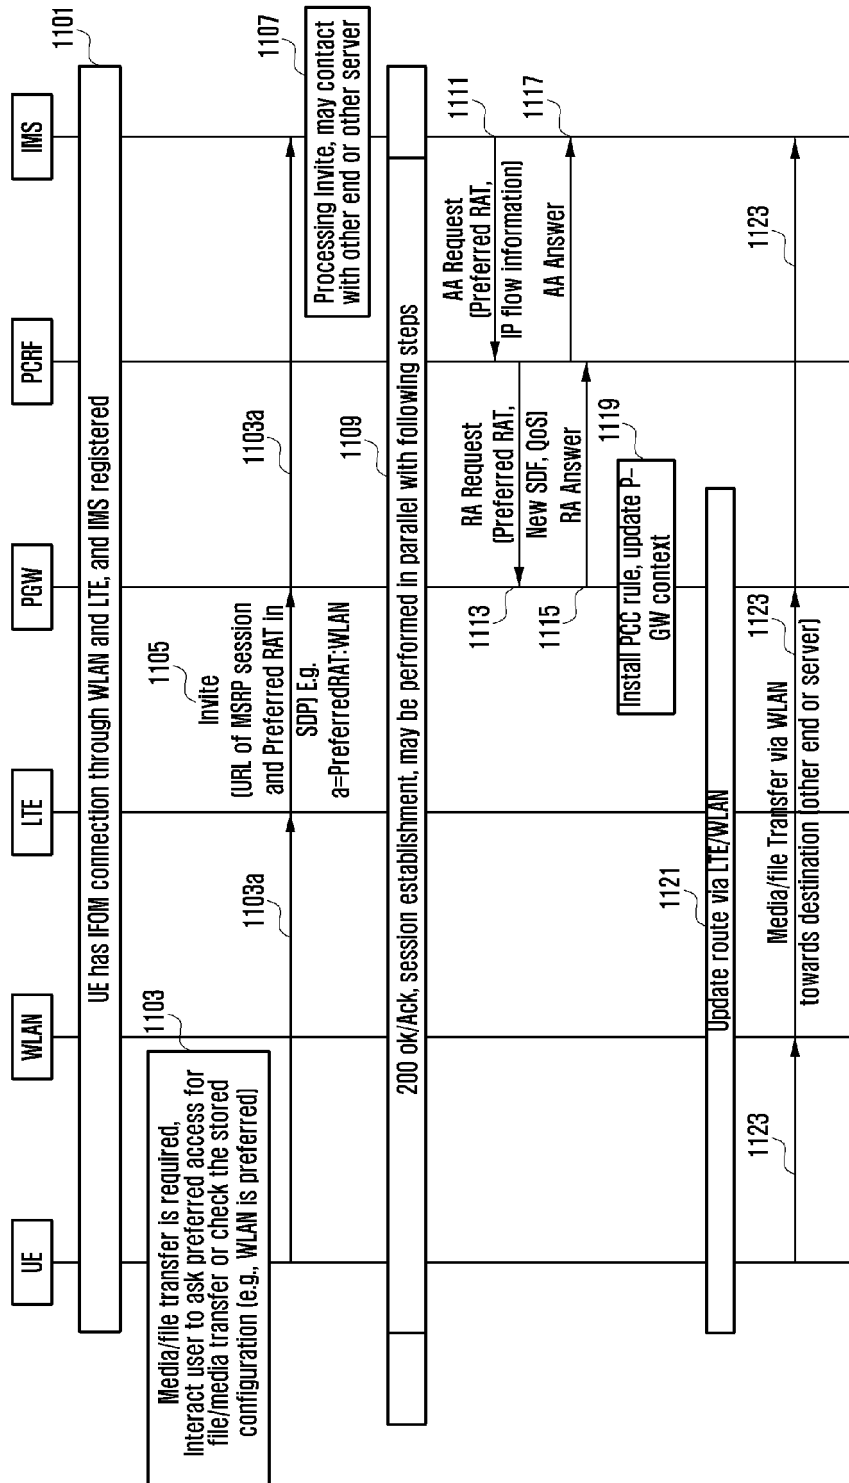 UE
WLAN
LTE
PGW
PCRF
IMS
1101
UE has IFOM connection through WLAN and LTE, and IMS registered
1103
Media/file transfer is required,
Interact user to ask preferred access for
file/media transfer or check the stored
configuration (e.g., WLAN is preferred)
1103a
1105
Invite
(URL of MSRP session
and Preferred RAT in
SDP) E.g.
a=PreferredRAT:WLAN
1103a
1107
Processing Invite, may contact
with other end or other server
1109
200 ok/Ack, session establishment, may be performed in parallel with following steps
AA Request
(Preferred RAT,
IP flow information)
1111
RA Request
(Preferred RAT,
New SDF, QoS)
1113
AA Answer
1117
RA Answer
1115
1119
Install PCC rule, update P-
GW context
1121
Update route via LTE/WLAN
1123
Media/file Transfer via WLAN
towards destination (other end or server)
1123
1123